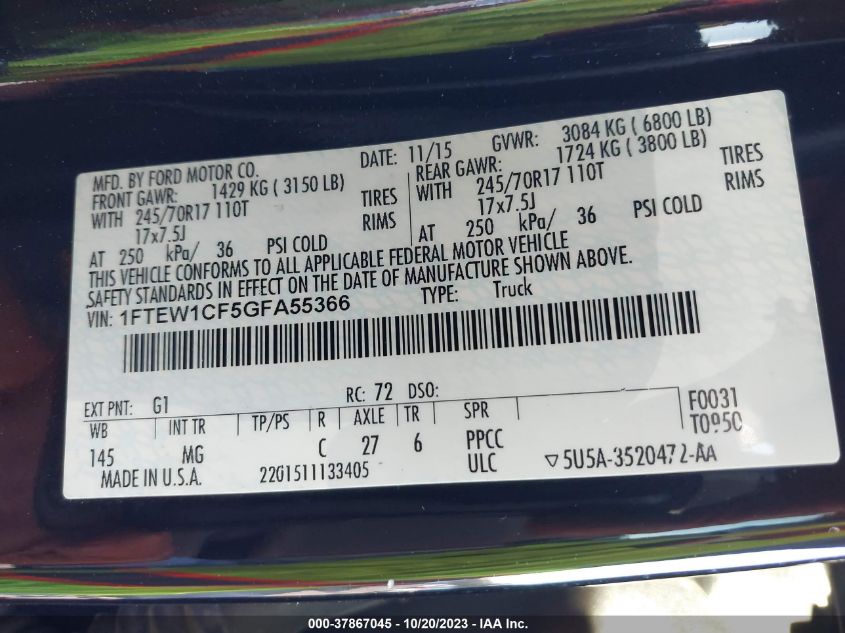 MFD. BY FORD MOTOR CO. DATE: 11/15 GVWR: 3084 KG ( 6800 LB)
FRONT GAWR: 1429 KG ( 3150 LB) REAR GAWR: 1724 KG ( 3800 LB)
WITH 245/70R17 110T TIRES WITH 245/70R17 110T TIRES
17x7.5J RIMS 17x7.5J RIMS
AT 250 kPa/ 36 PSI COLD AT 250 kPa/ 36 PSI COLD
THIS VEHICLE CONFORMS TO ALL APPLICABLE FEDERAL MOTOR VEHICLE
SAFETY STANDARDS IN EFFECT ON THE DATE OF MANUFACTURE SHOWN ABOVE.
VIN: 1FTEW1CF5GFA55366 TYPE: Truck
EXT PNT: G1 RC: 72 DSO:
WB INT TR TP/PS R AXLE TR SPR F0031
T0950
145 MG C 27 6 PPCC
ULC
MADE IN U.S.A. 2201511133405 ▽5U5A-3520472-AA
000-37867045 - 10/20/2023 - IAA Inc.